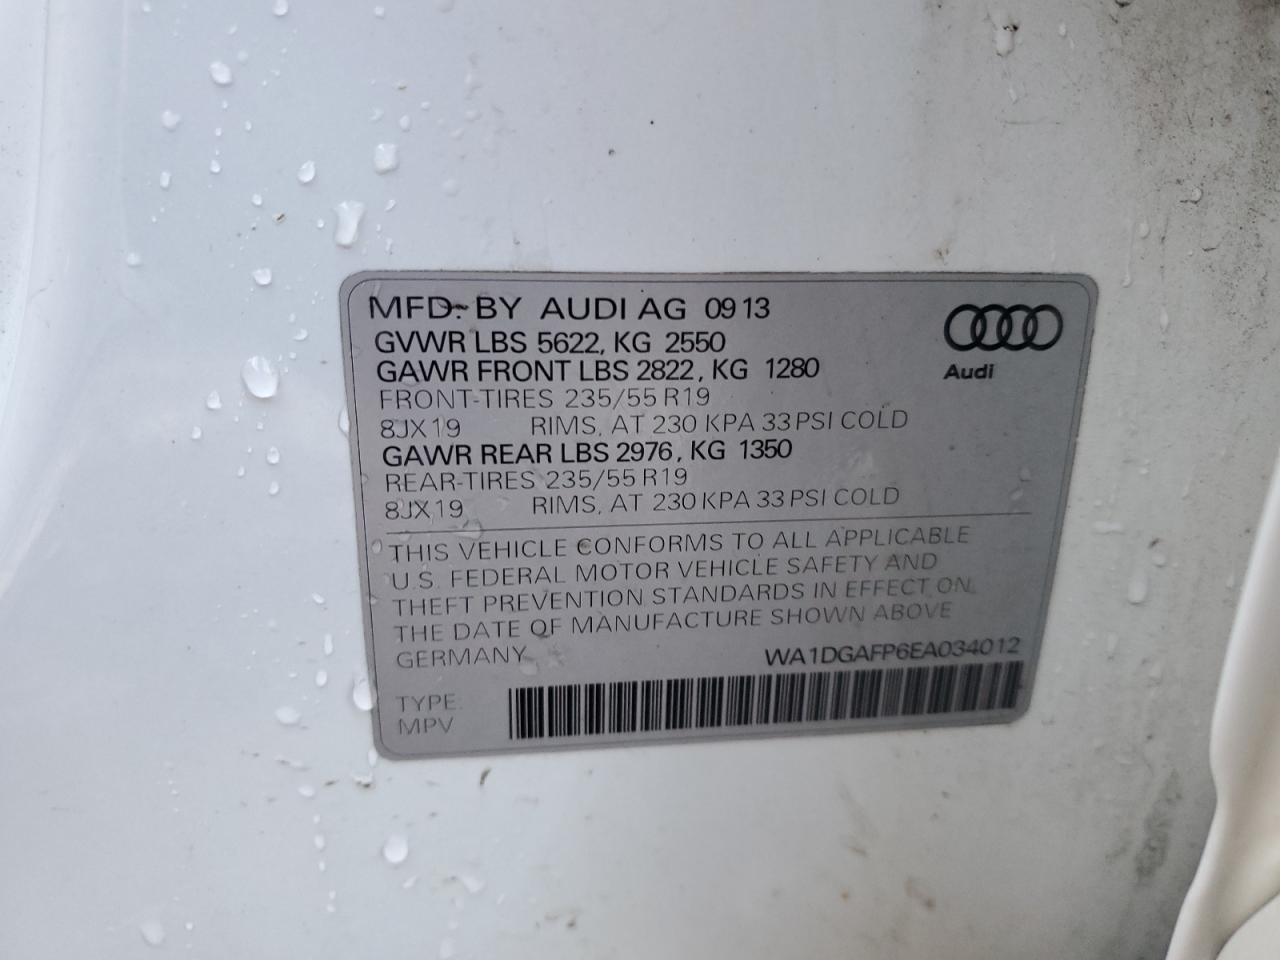 MFD. BY AUDI AG 09 13
GVWR LBS 5622, KG 2550
GAWR FRONT LBS 2822, KG 1280
FRONT-TIRES 235/55 R19
8JX19 RIMS, AT 230 KPA 33 PSI COLD
GAWR REAR LBS 2976, KG 1350
REAR-TIRES 235/55 R19
8JX19 RIMS, AT 230 KPA 33 PSI COLD
Audi
THIS VEHICLE CONFORMS TO ALL APPLICABLE
U.S. FEDERAL MOTOR VEHICLE SAFETY AND
THEFT PREVENTION STANDARDS IN EFFECT ON
THE DATE OF MANUFACTURE SHOWN ABOVE
GERMANY WA1DGAFP6EA034012
TYPE:
MPV